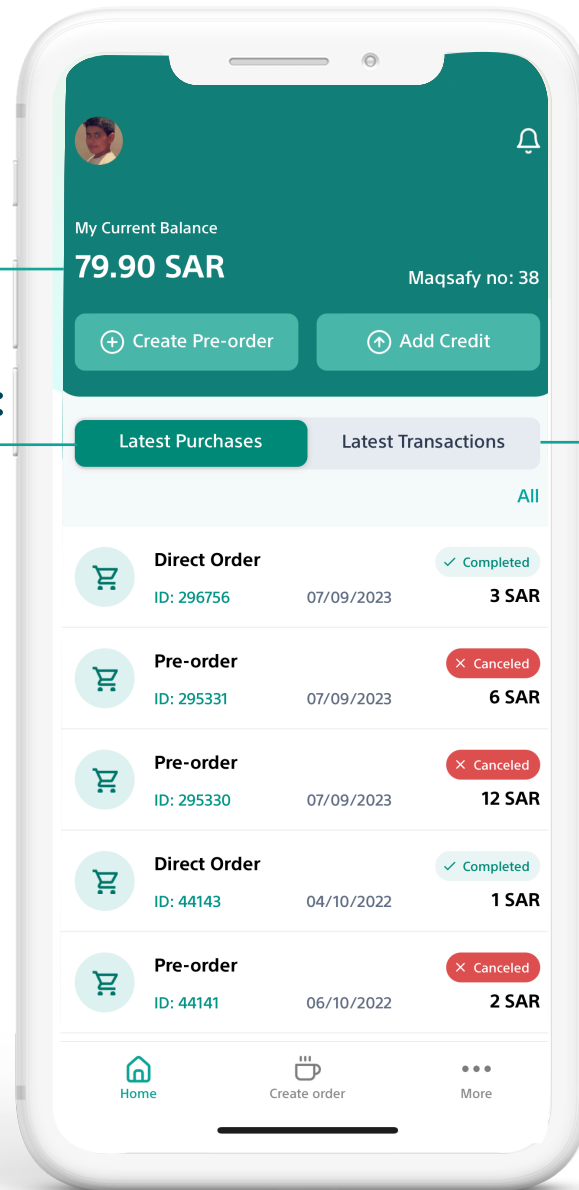 My Current Balance
79.90 SAR
Maqsafy no: 38
Create Pre-order
Add Credit
Latest Purchases
Latest Transactions
All
Direct Order
Completed
ID: 296756 07/09/2023 3 SAR
Pre-order
Canceled
ID: 295331 07/09/2023 6 SAR
Pre-order
Canceled
ID: 295330 07/09/2023 12 SAR
Direct Order
Completed
ID: 44143 04/10/2022 1 SAR
Pre-order
Canceled
ID: 44141 06/10/2022 2 SAR
Home
Create order
More